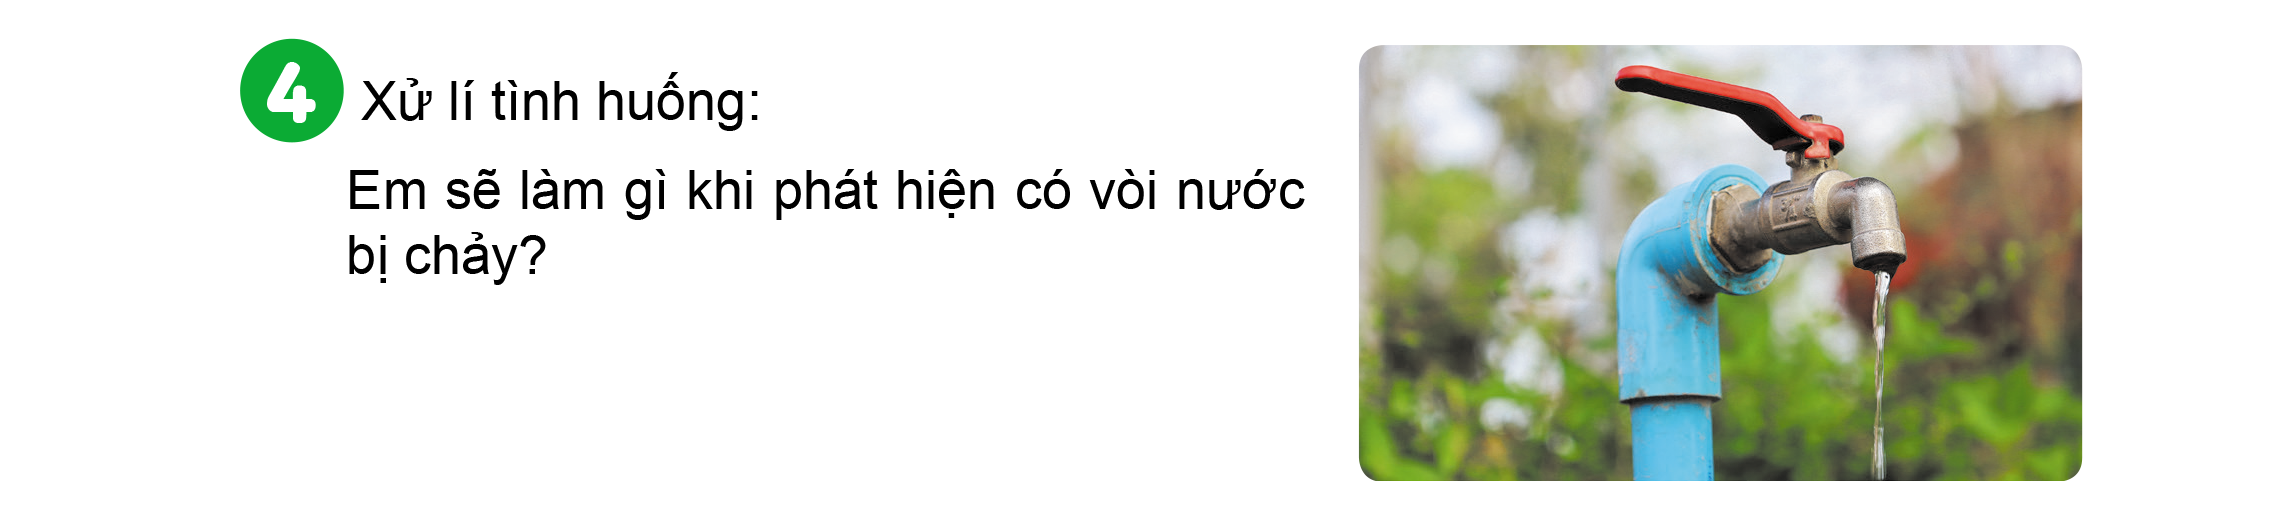 4 Xử lí tình huống:
Em sẽ làm gì khi phát hiện có vòi nước
bị chảy?